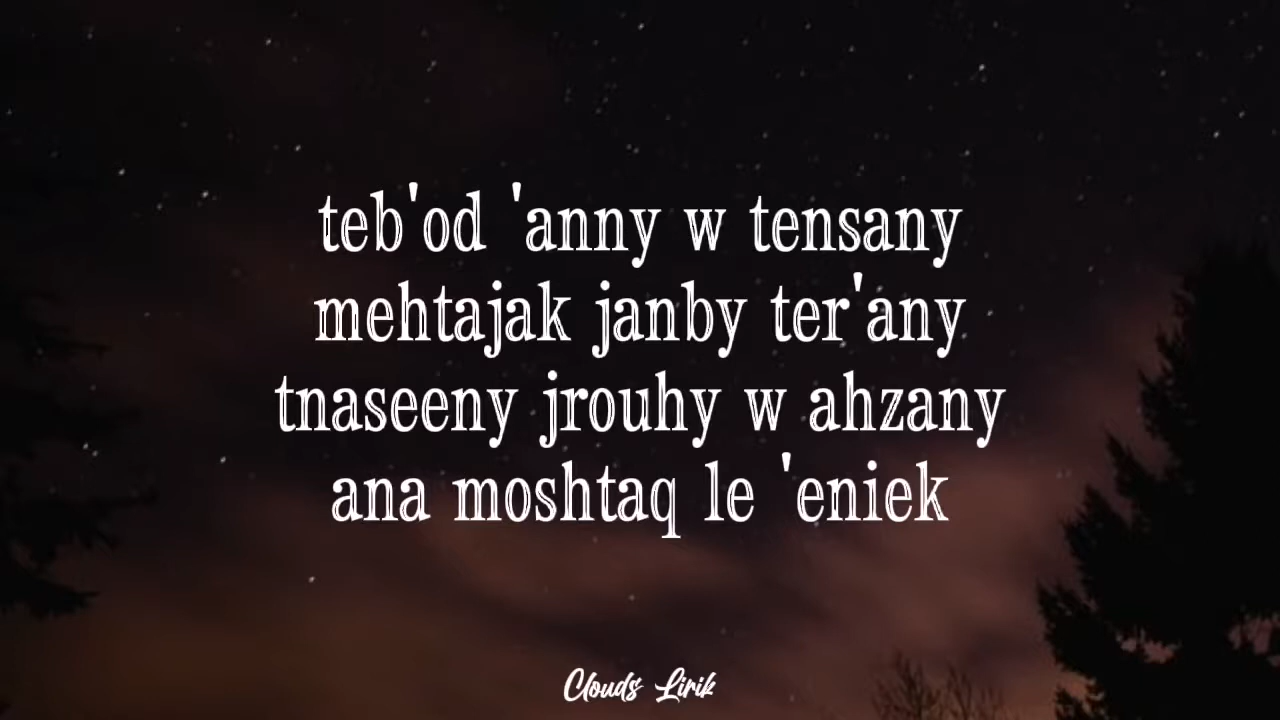 teb'od 'anny w tensany
mehtajak janby ter'any
tnaseeny jrouhy w ahzany
ana moshtaq le 'eniek
Clouds Lirik